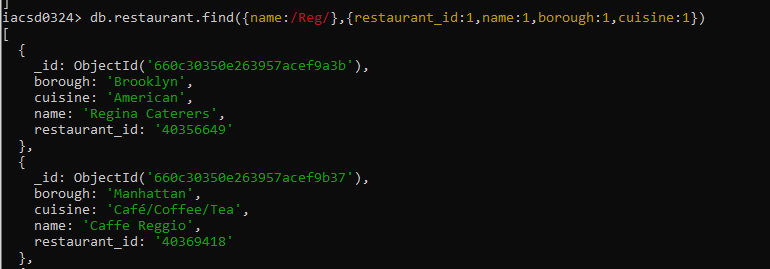 ]
iacsd0324> db.restaurant.find({name:/Reg/},{restaurant_id:1,name:1,borough:1,cuisine:1})
[
  {
    _id: ObjectId('660c30350e263957acef9a3b'),
    borough: 'Brooklyn',
    cuisine: 'American',
    name: 'Regina Caterers',
    restaurant_id: '40356649'
  },
  {
    _id: ObjectId('660c30350e263957acef9b37'),
    borough: 'Manhattan',
    cuisine: 'Café/Coffee/Tea',
    name: 'Caffe Reggio',
    restaurant_id: '40369418'
  },